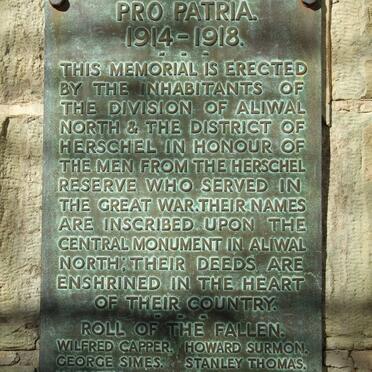 PRO PATRIA.
1914-1918.
THIS MEMORIAL IS ERECTED
BY THE INHABITANTS OF
THE DIVISION OF ALIWAL
NORTH & THE DISTRICT OF
HERSCHEL IN HONOUR OF
THE MEN FROM THE HERSCHEL
RESERVE WHO SERVED IN
THE GREAT WAR. THEIR NAMES
ARE INSCRIBED UPON THE
CENTRAL MONUMENT IN ALIWAL
NORTH; THEIR DEEDS ARE
ENSHRINED IN THE HEART
OF THEIR COUNTRY.
ROLL OF THE FALLEN.
WILFRED CAPPER. HOWARD SURMON.
GEORGE SIMES. STANLEY THOMAS.